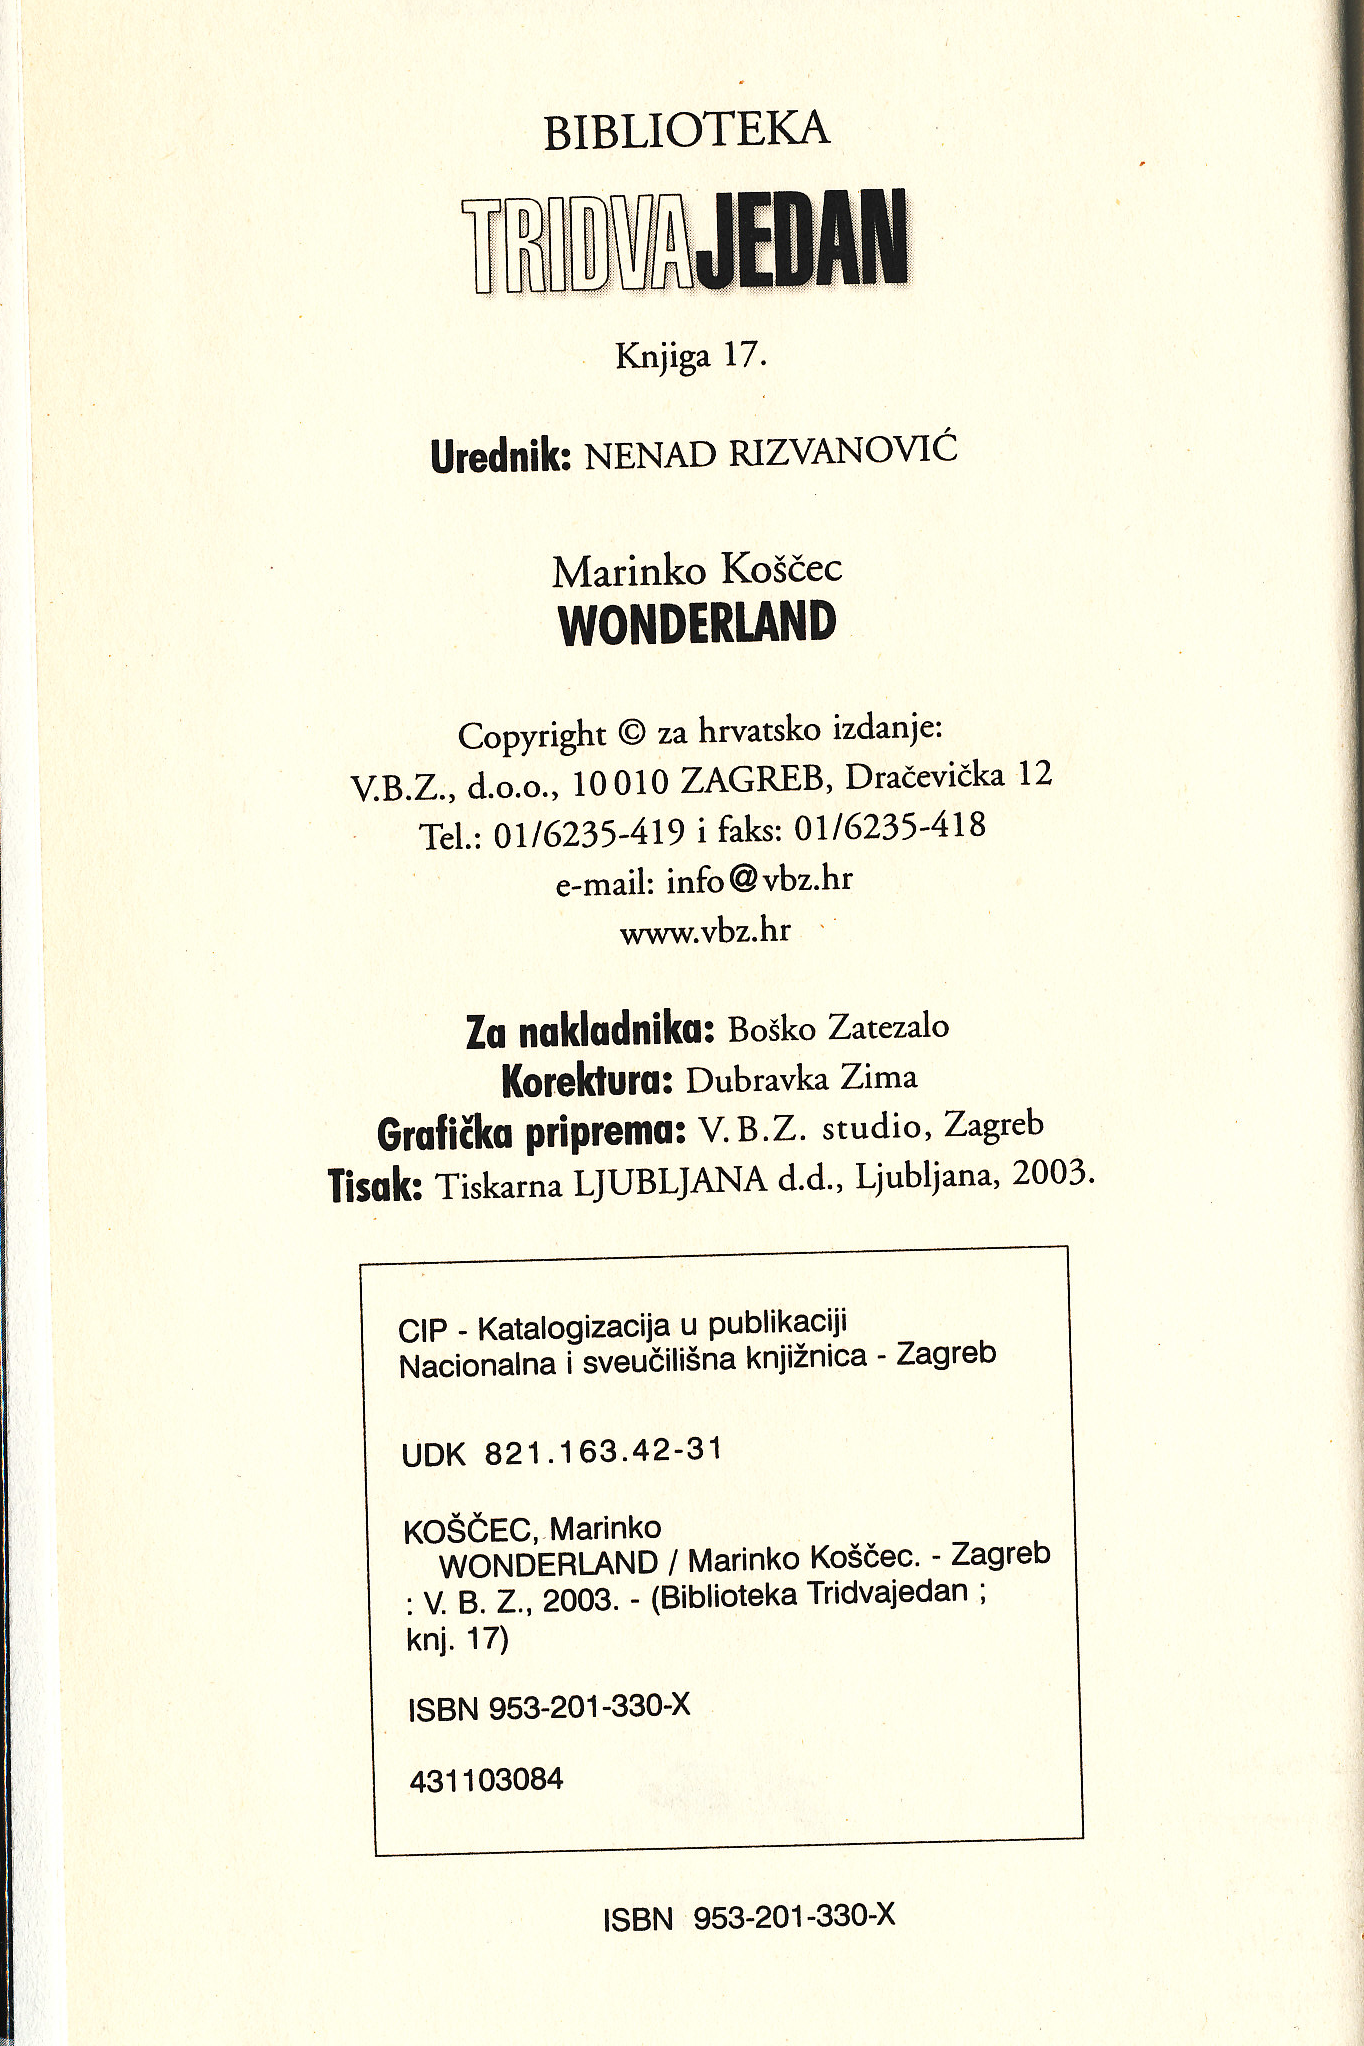 BIBLIOTEKA
TRIDVAJEDAN
Knjiga 17.
Urednik: NENAD RIZVANOVIĆ
Marinko Koščec
WONDERLAND
Copyright © za hrvatsko izdanje:
V.B.Z., d.o.o., 10 010 ZAGREB, Dračevička 12
Tel.: 01/6235-419 i faks: 01/6235-418
e-mail: info@vbz.hr
www.vbz.hr
Za nakladnika: Boško Zatezalo
Korektura: Dubravka Zima
Grafička priprema: V. B.Z. studio, Zagreb
Tisak: Tiskarna LJUBLJANA d.d., Ljubljana, 2003.
CIP - Katalogizacija u publikaciji
Nacionalna i sveučilišna knjižnica - Zagreb
UDK 821.163.42-31
KOŠČEC, Marinko
WONDERLAND / Marinko Koščec. - Zagreb
: V. B. Z., 2003. - (Biblioteka Tridvajedan ;
knj. 17)
ISBN 953-201-330-X
431103084
ISBN 953-201-330-X